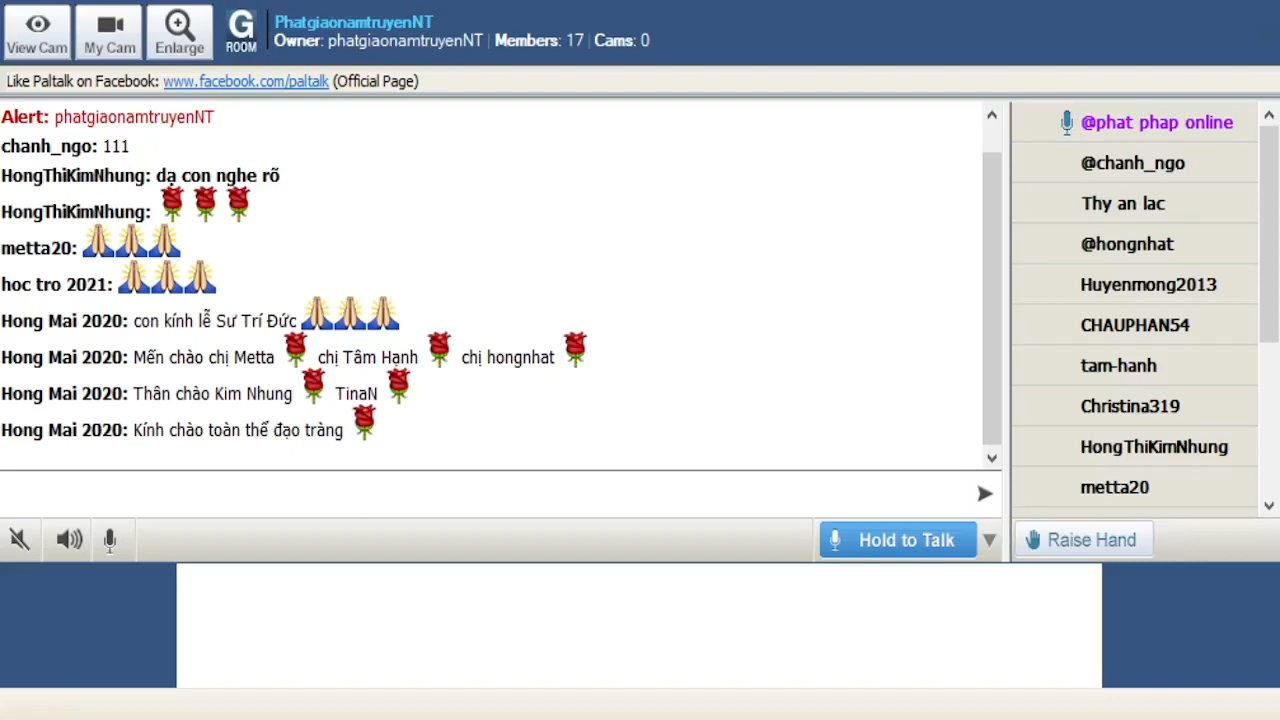 View Cam
My Cam
Enlarge
G
ROOM
PhatgiaonamtruyenNT
Owner: phatgiaonamtruyenNT | Members: 17 | Cams: 0
Like Paltalk on Facebook: www.facebook.com/paltalk (Official Page)
Alert: phatgiaonamtruyenNT
chanh_ngo: 111
HongThiKimNhung: dạ con nghe rõ
HongThiKimNhung:
metta20:
hoc tro 2021:
Hong Mai 2020: con kính lễ Sư Trí Đức
Hong Mai 2020: Mến chào chị Metta chị Tâm Hạnh chị hongnhat
Hong Mai 2020: Thân chào Kim Nhung TinaN
Hong Mai 2020: Kính chào toàn thể đạo tràng
@phat phap online
@chanh_ngo
Thy an lac
@hongnhat
Huyenmong2013
CHAUPHAN54
tam-hanh
Christina319
HongThiKimNhung
metta20
Hold to Talk
Raise Hand